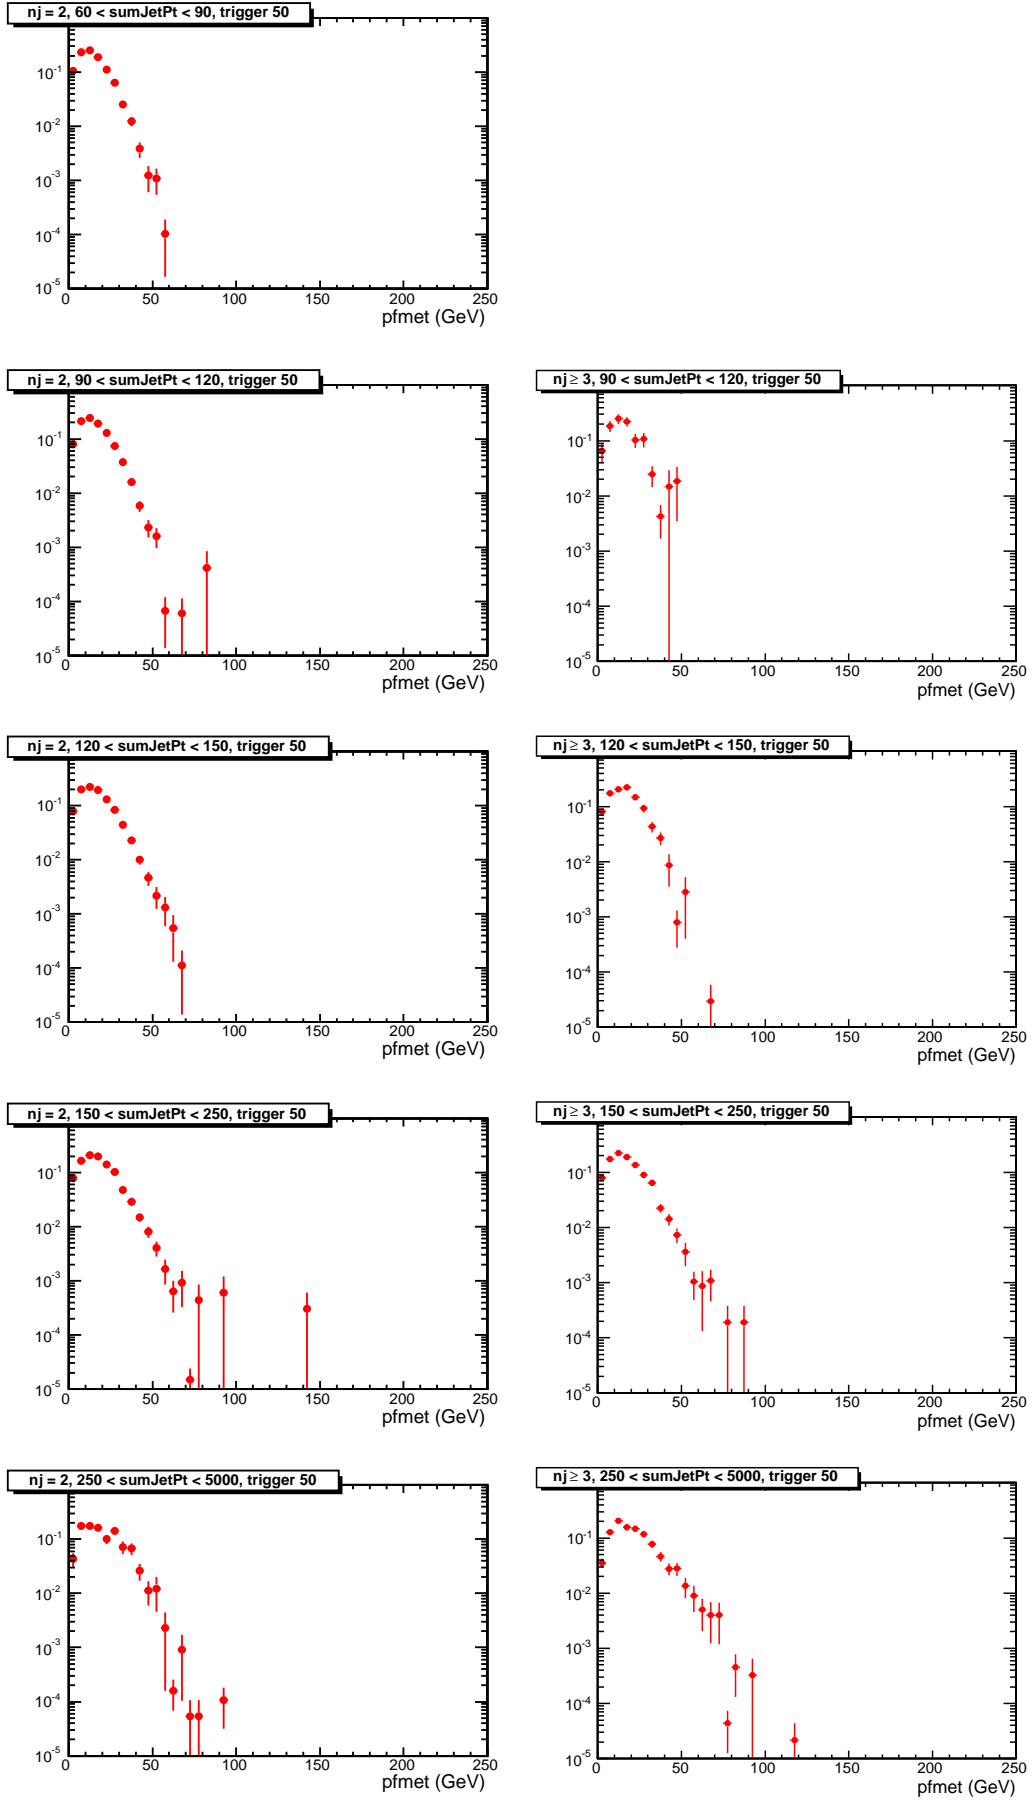 nj = 2, 60 < sumJetPt < 90, trigger 50
10-1
10-2
10-3
10-4
10-5
0 50 100 150 200 250
pfmet (GeV)
nj = 2, 90 < sumJetPt < 120, trigger 50
10-1
10-2
10-3
10-4
10-5
0 50 100 150 200 250
pfmet (GeV)
nj ≥ 3, 90 < sumJetPt < 120, trigger 50
10-1
10-2
10-3
10-4
10-5
0 50 100 150 200 250
pfmet (GeV)
nj = 2, 120 < sumJetPt < 150, trigger 50
10-1
10-2
10-3
10-4
10-5
0 50 100 150 200 250
pfmet (GeV)
nj ≥ 3, 120 < sumJetPt < 150, trigger 50
10-1
10-2
10-3
10-4
10-5
0 50 100 150 200 250
pfmet (GeV)
nj = 2, 150 < sumJetPt < 250, trigger 50
10-1
10-2
10-3
10-4
10-5
0 50 100 150 200 250
pfmet (GeV)
nj ≥ 3, 150 < sumJetPt < 250, trigger 50
10-1
10-2
10-3
10-4
10-5
0 50 100 150 200 250
pfmet (GeV)
nj = 2, 250 < sumJetPt < 5000, trigger 50
10-1
10-2
10-3
10-4
10-5
0 50 100 150 200 250
pfmet (GeV)
nj ≥ 3, 250 < sumJetPt < 5000, trigger 50
10-1
10-2
10-3
10-4
10-5
0 50 100 150 200 250
pfmet (GeV)